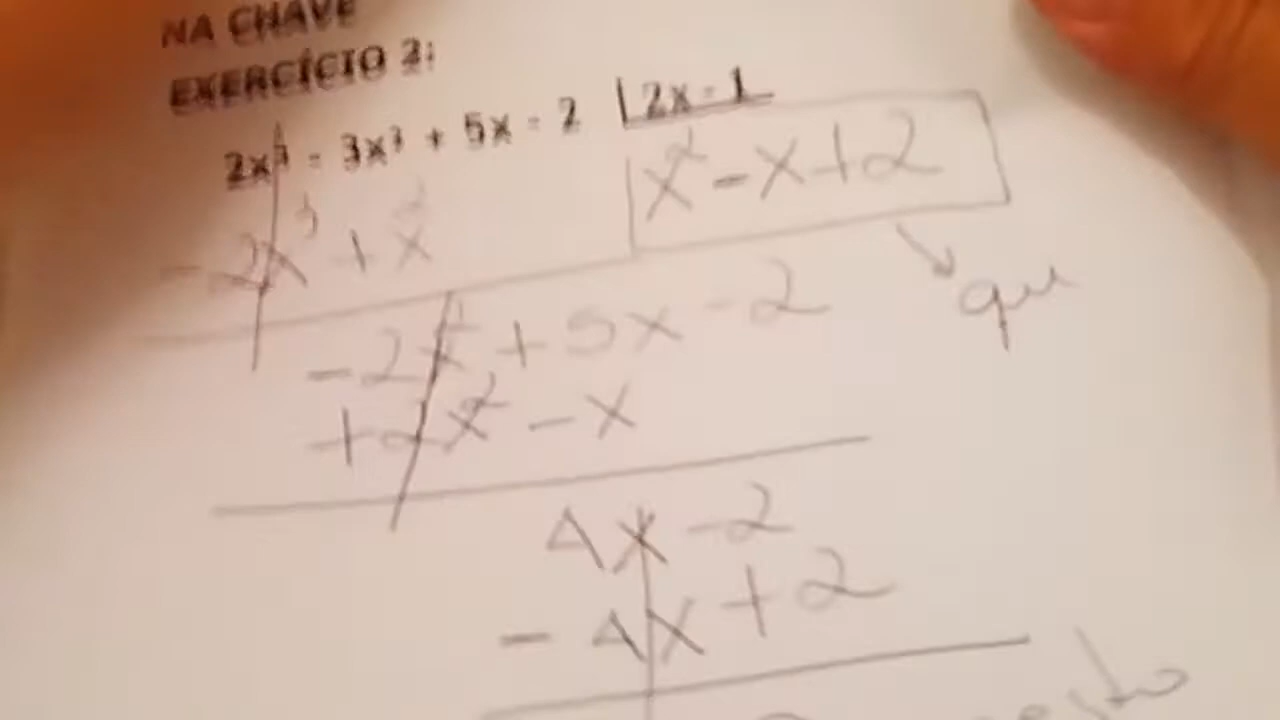 NA CHAVE
EXERCÍCIO 2:
2x³ - 3x² + 5x - 2 | 2x - 1
-2x³ + x² x² - x + 2
qu
-2x² + 5x - 2
+2x² - x
4x - 2
-4x + 2